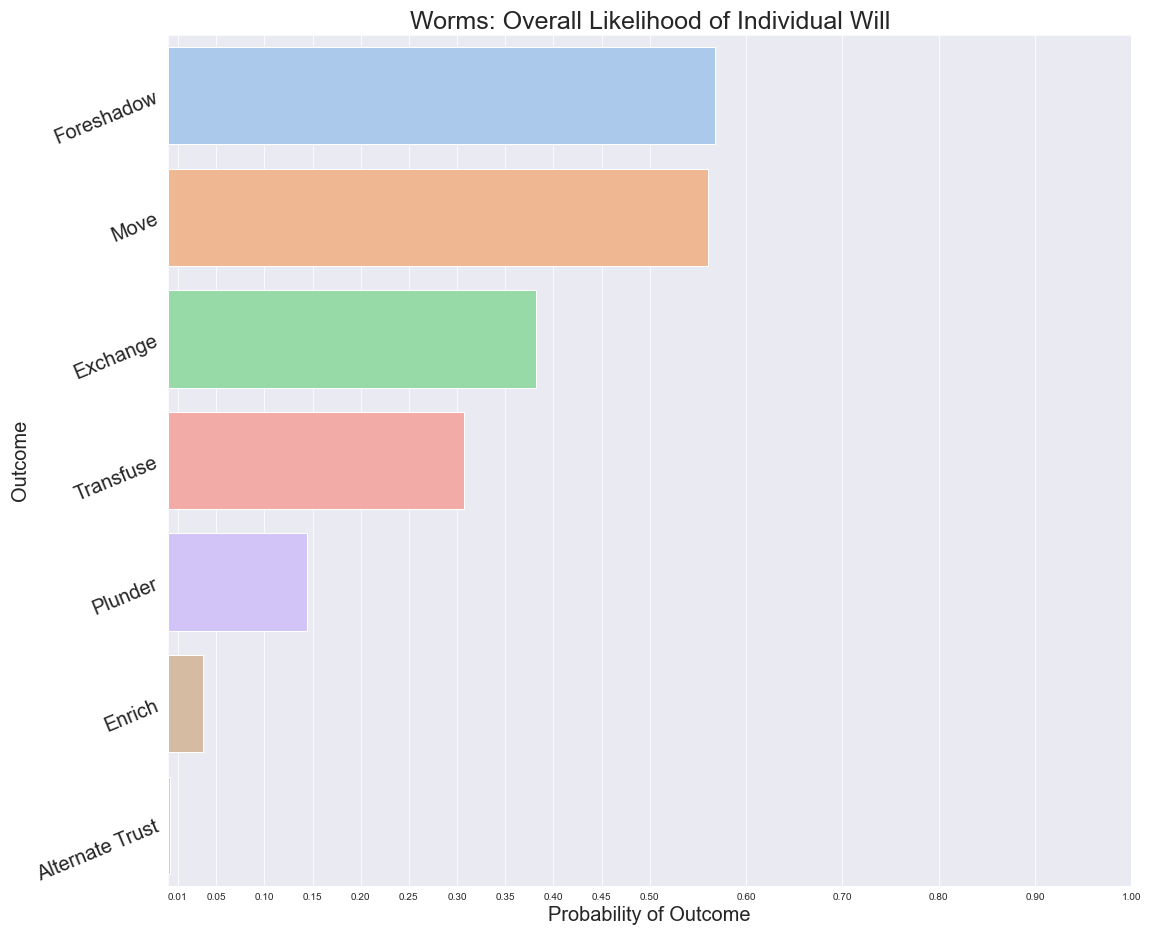 Worms: Overall Likelihood of Individual Will
Foreshadow
Move
Exchange
Transfuse
Plunder
Enrich
Alternate Trust
Outcome
0.01 0.05 0.10 0.15 0.20 0.25 0.30 0.35 0.40 0.45 0.50 0.60 0.70 0.80 0.90 1.00
Probability of Outcome